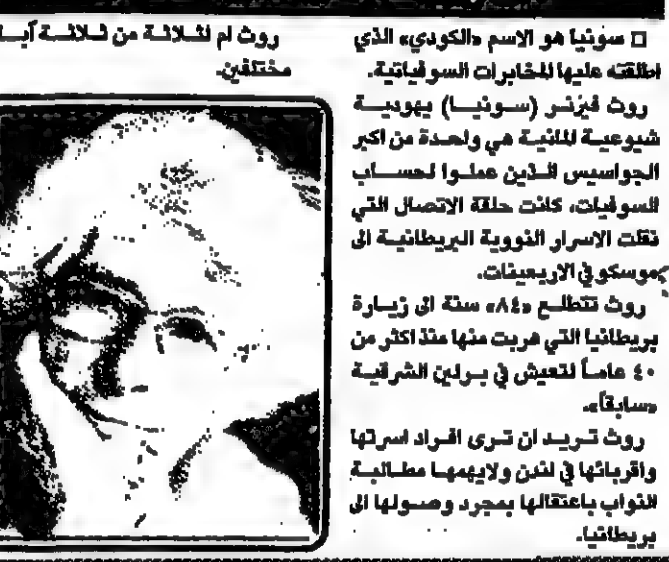 □ سونيا هو الاسم «الكودي» الذي
اطلقته عليها المخابرات السوفياتية.
روث فيرنر (سونيا) يهودية
شيوعية المانية هي واحدة من اكبر
الجواسيس الذين عملوا لحساب
السوفيات، كانت حلقة الاتصال التي
نقلت الاسرار النووية البريطانية الى
موسكو في الاربعينات.
روث تتطلع «٨٤» سنة الى زيارة
بريطانيا التي هربت منها منذ اكثر من
٤٠ عاماً لتعيش في برلين الشرقية
«سابقاً».
روث تريد ان ترى افراد اسرتها
واقربائها في لندن ولايهمها مطالبة
النواب باعتقالها بمجرد وصولها الى
بريطانيا.
روث ام لثلاثة من ثلاثة آبـ
مختلفين.